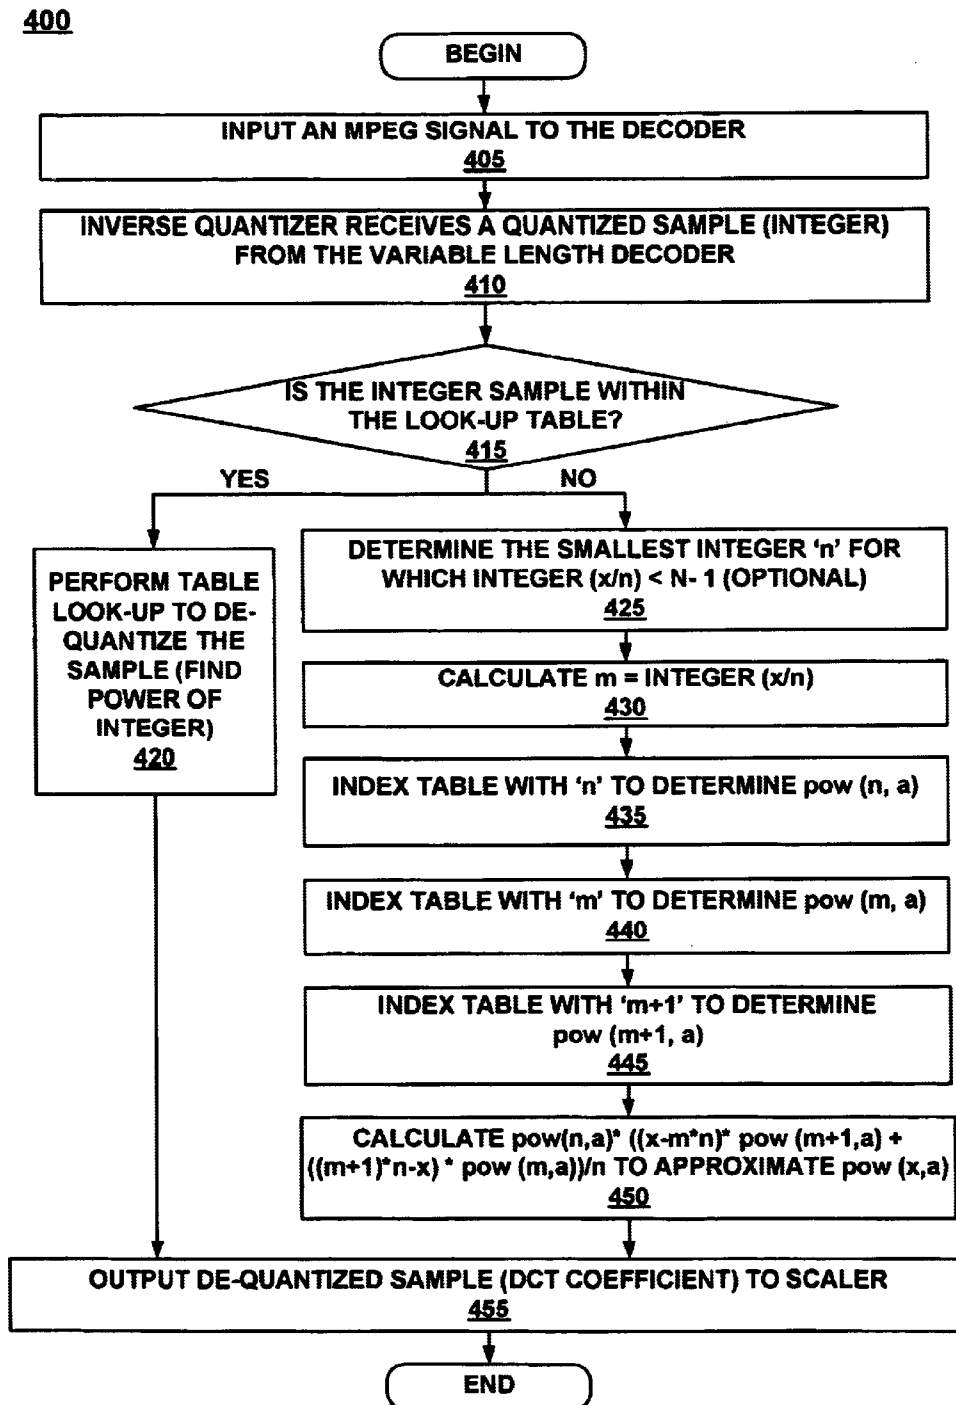 400
BEGIN
INPUT AN MPEG SIGNAL TO THE DECODER
405
INVERSE QUANTIZER RECEIVES A QUANTIZED SAMPLE (INTEGER)
FROM THE VARIABLE LENGTH DECODER
410
IS THE INTEGER SAMPLE WITHIN
THE LOOK-UP TABLE?
415
YES
NO
PERFORM TABLE
LOOK-UP TO DE-
QUANTIZE THE
SAMPLE (FIND
POWER OF
INTEGER)
420
DETERMINE THE SMALLEST INTEGER ‘n’ FOR
WHICH INTEGER (x/n) < N- 1 (OPTIONAL)
425
CALCULATE m = INTEGER (x/n)
430
INDEX TABLE WITH ‘n’ TO DETERMINE pow (n, a)
435
INDEX TABLE WITH ‘m’ TO DETERMINE pow (m, a)
440
INDEX TABLE WITH ‘m+1’ TO DETERMINE
pow (m+1, a)
445
CALCULATE pow(n,a)* ((x-m*n)* pow (m+1,a) +
((m+1)*n-x) * pow (m,a))/n TO APPROXIMATE pow (x,a)
450
OUTPUT DE-QUANTIZED SAMPLE (DCT COEFFICIENT) TO SCALER
455
END